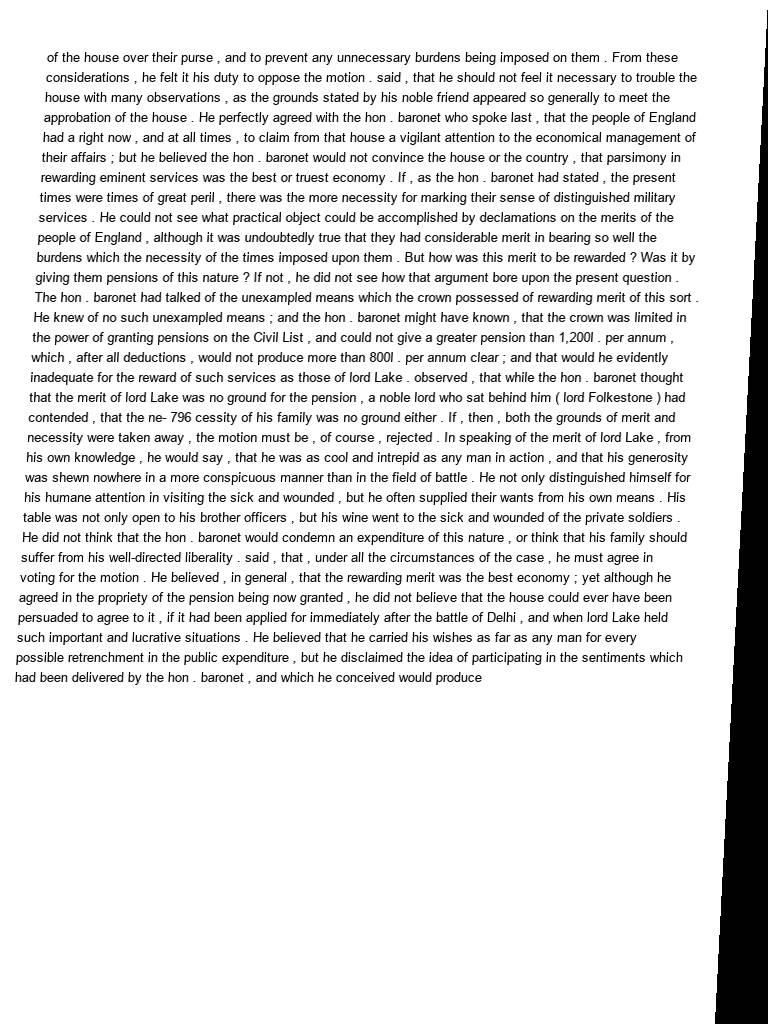 of the house over their purse , and to prevent any unnecessary burdens being imposed on them . From these
considerations , he felt it his duty to oppose the motion . said , that he should not feel it necessary to trouble the
house with many observations , as the grounds stated by his noble friend appeared so generally to meet the
approbation of the house . He perfectly agreed with the hon . baronet who spoke last , that the people of England
had a right now , and at all times , to claim from that house a vigilant attention to the economical management of
their affairs ; but he believed the hon . baronet would not convince the house or the country , that parsimony in
rewarding eminent services was the best or truest economy . If , as the hon . baronet had stated , the present
times were times of great peril , there was the more necessity for marking their sense of distinguished military
services . He could not see what practical object could be accomplished by declamations on the merits of the
people of England , although it was undoubtedly true that they had considerable merit in bearing so well the
burdens which the necessity of the times imposed upon them . But how was this merit to be rewarded ? Was it by
giving them pensions of this nature ? If not , he did not see how that argument bore upon the present question .
The hon . baronet had talked of the unexampled means which the crown possessed of rewarding merit of this sort .
He knew of no such unexampled means ; and the hon . baronet might have known , that the crown was limited in
the power of granting pensions on the Civil List , and could not give a greater pension than 1,200l . per annum ,
which , after all deductions , would not produce more than 800l . per annum clear ; and that would he evidently
inadequate for the reward of such services as those of lord Lake . observed , that while the hon . baronet thought
that the merit of lord Lake was no ground for the pension , a noble lord who sat behind him ( lord Folkestone ) had
contended , that the ne- 796 cessity of his family was no ground either . If , then , both the grounds of merit and
necessity were taken away , the motion must be , of course , rejected . In speaking of the merit of lord Lake , from
his own knowledge , he would say , that he was as cool and intrepid as any man in action , and that his generosity
was shewn nowhere in a more conspicuous manner than in the field of battle . He not only distinguished himself for
his humane attention in visiting the sick and wounded , but he often supplied their wants from his own means . His
table was not only open to his brother officers , but his wine went to the sick and wounded of the private soldiers .
He did not think that the hon . baronet would condemn an expenditure of this nature , or think that his family should
suffer from his well-directed liberality . said , that , under all the circumstances of the case , he must agree in
voting for the motion . He believed , in general , that the rewarding merit was the best economy ; yet although he
agreed in the propriety of the pension being now granted , he did not believe that the house could ever have been
persuaded to agree to it , if it had been applied for immediately after the battle of Delhi , and when lord Lake held
such important and lucrative situations . He believed that he carried his wishes as far as any man for every
possible retrenchment in the public expenditure , but he disclaimed the idea of participating in the sentiments which
had been delivered by the hon . baronet , and which he conceived would produce